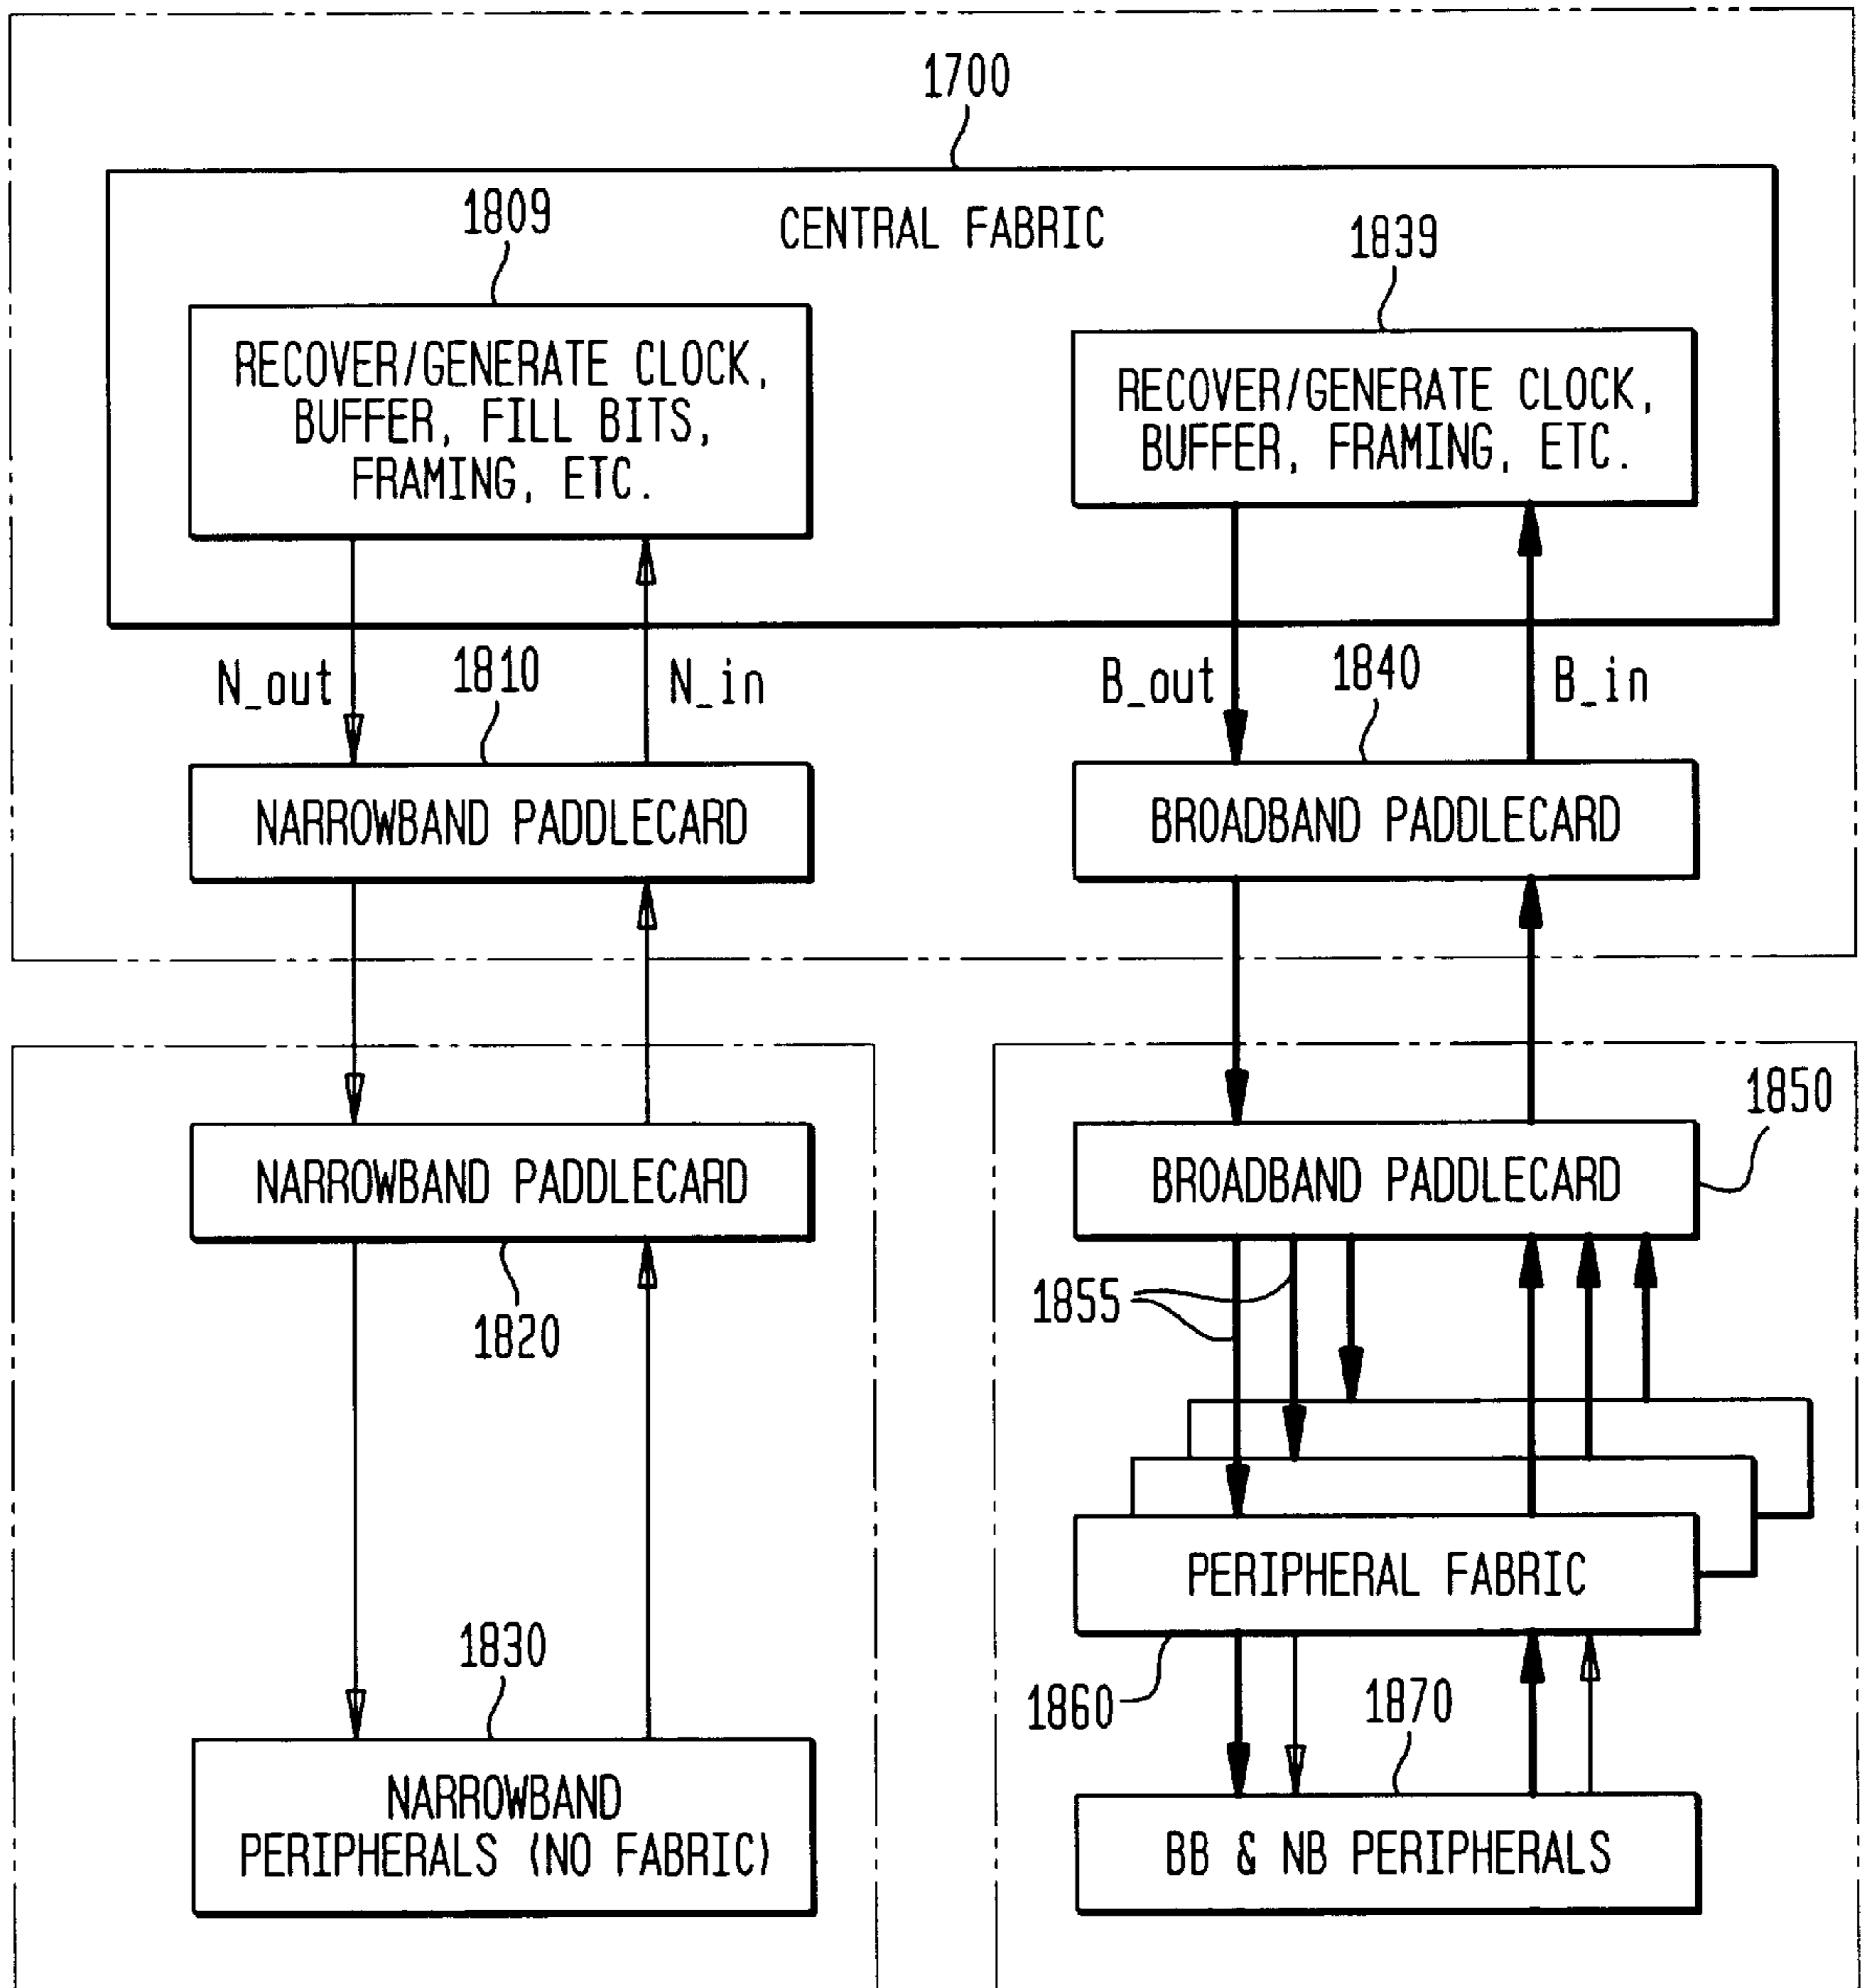 1700
1809
CENTRAL FABRIC
1839
RECOVER/GENERATE CLOCK,
BUFFER, FILL BITS,
FRAMING, ETC.
RECOVER/GENERATE CLOCK,
BUFFER, FRAMING, ETC.
N_out
1810
N_in
B_out
1840
B_in
NARROWBAND PADDLECARD
BROADBAND PADDLECARD
1850
NARROWBAND PADDLECARD
BROADBAND PADDLECARD
1820
1855
PERIPHERAL FABRIC
1830
1860
1870
NARROWBAND
PERIPHERALS (NO FABRIC)
BB & NB PERIPHERALS